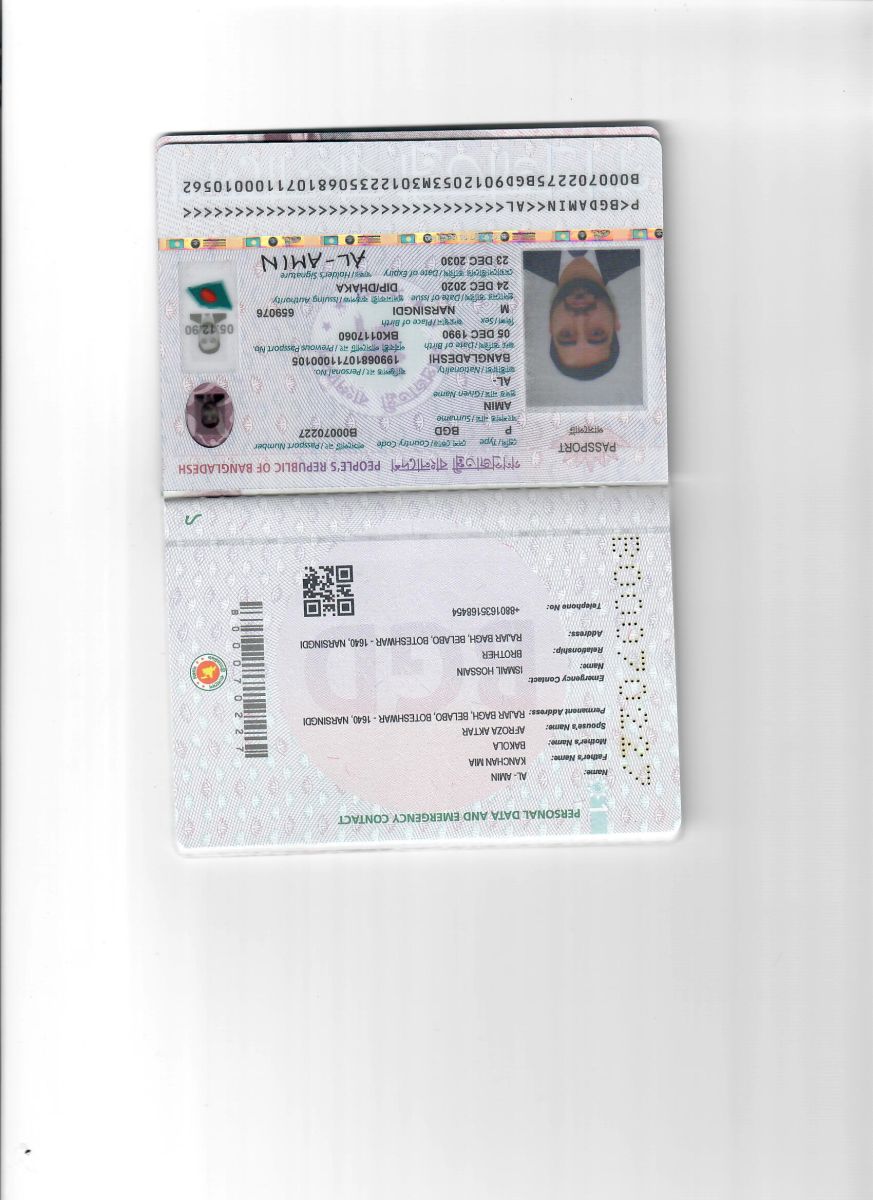 PERSONAL DATA AND EMERGENCY CONTACT
Name: AL - AMIN
Father's Name: KANCHAN MIA
Mother's Name: BAKOLA
Spouse's Name: AFROZA AKTAR
Permanent Address: RAJAR BAGH, BELABO, BOTESHWAR - 1640, NARSINGDI
Emergency Contact:
Name: ISMAIL HOSSAIN
Relationship: BROTHER
Address: RAJAR BAGH, BELABO, BOTESHWAR - 1640, NARSINGDI
Telephone No: +8801635168454
B00070227
B00070227
গণপ্রজাতন্ত্রী বাংলাদেশ PEOPLE'S REPUBLIC OF BANGLADESH
পাসপোর্ট
PASSPORT
শ্রেণি / Type দেশ কোড / Country Code পাসপোর্ট নং / Passport Number
P BGD B00070227
বংশগত নাম / Surname
AMIN
প্রদত্ত নাম / Given Name
AL-
জাতীয়তা / Nationality ব্যক্তিগত নং / Personal No.
BANGLADESHI 19906810711000105
জন্ম তারিখ / Date of Birth পূর্ববর্তী পাসপোর্ট নং / Previous Passport No.
05 DEC 1990 BK0117060
লিঙ্গ / Sex জন্মস্থান / Place of Birth
M NARSINGDI 659076
প্রদানের তারিখ / Date of Issue প্রদানকারী কর্তৃপক্ষ / Issuing Authority
24 DEC 2020 DIP/DHAKA
মেয়াদোত্তীর্ণের তারিখ / Date of Expiry স্বাক্ষর / Holder's Signature
23 DEC 2030 AL-AMIN
05.12.90
P<BGDAMIN<<AL<<<<<<<<<<<<<<<<<<<<<<<<<<<<<<<
B000702275BGD9012053M30122350681071100010562